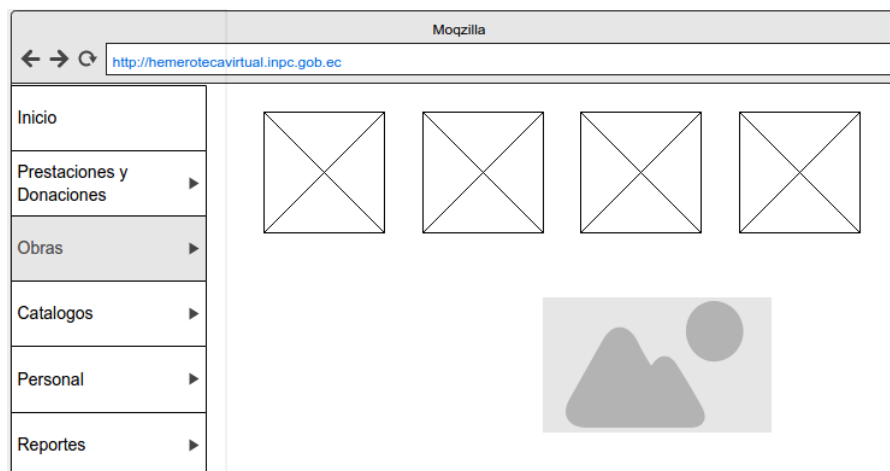 Moqzilla
http://hemerotecavirtual.inpc.gob.ec
Inicio
Prestaciones y
Donaciones
Obras
Catalogos
Personal
Reportes